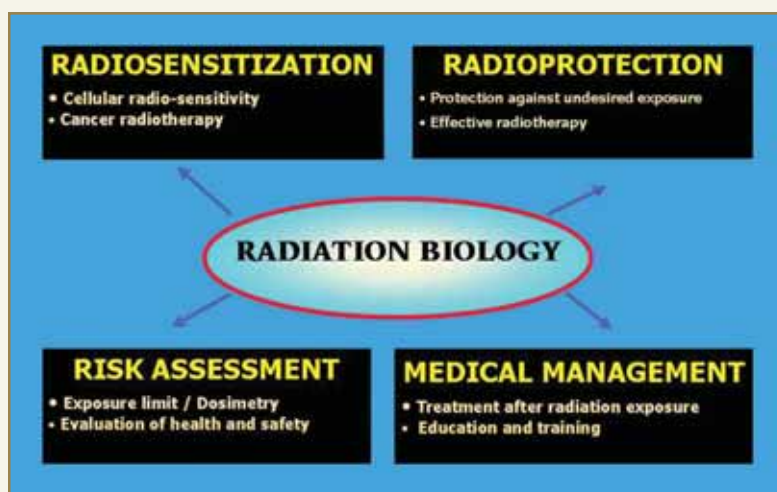 RADIOSENSITIZATION
• Cellular radio-sensitivity
• Cancer radiotherapy
RADIOPROTECTION
• Protection against undesired exposure
• Effective radiotherapy
RADIATION BIOLOGY
RISK ASSESSMENT
• Exposure limit / Dosimetry
• Evaluation of health and safety
MEDICAL MANAGEMENT
• Treatment after radiation exposure
• Education and training